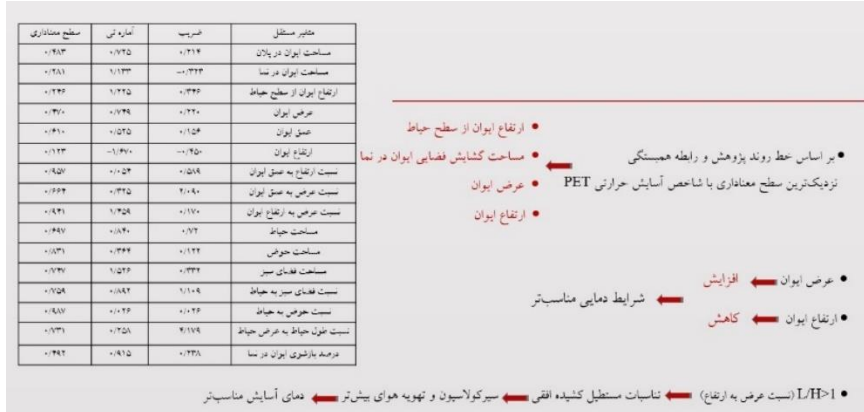 متغیر مستقل ضریب آماره تی سطح معناداری
مساحت ایوان در پلان ۰/۲۱۴ ۰/۷۲۵ ۰/۴۸۳
مساحت ایوان در نما -۰/۳۲۳ ۱/۱۳۳ ۰/۲۸۱
ارتفاع ایوان از سطح حیاط ۰/۳۴۶ ۱/۲۲۵ ۰/۲۴۶
عرض ایوان ۰/۲۲۰ ۰/۷۴۹ ۰/۴۷۰
عمق ایوان ۰/۱۵۴ ۰/۵۲۵ ۰/۶۱۰
ارتفاع ایوان -۰/۴۵۰ -۱/۶۷۰ ۰/۱۲۳
نسبت ارتفاع به عمق ایوان ۰/۵۸۹ ۰/۰۵۴ ۰/۹۵۷
نسبت عرض به عمق ایوان ۲/۰۹۰ ۰/۳۲۵ ۰/۶۶۴
نسبت عرض به ارتفاع ایوان ۰/۱۷۰ ۱/۴۵۹ ۰/۹۴۱
مساحت حیاط ۰/۷۲ ۰/۸۴۰ ۰/۶۹۷
مساحت حوض ۰/۱۲۲ ۰/۳۶۴ ۰/۸۳۱
مساحت فضای سبز ۰/۳۳۲ ۱/۵۲۶ ۰/۷۴۷
نسبت فضای سبز به حیاط ۱/۱۰۹ ۰/۸۹۲ ۰/۷۵۹
نسبت حوض به حیاط ۰/۰۲۶ ۰/۰۲۶ ۰/۹۸۷
نسبت طول حیاط به عرض حیاط ۴/۱۷۹ ۰/۲۵۸ ۰/۷۳۱
درصد بازشوی ایوان در نما ۰/۲۳۸ ۰/۹۱۵ ۰/۴۹۲
• بر اساس خط روند پژوهش و رابطه همبستگی
نزدیک‌ترین سطح معناداری با شاخص آسایش حرارتی PET
• ارتفاع ایوان از سطح حیاط
• مساحت گشایش فضایی ایوان در نما
• عرض ایوان
• ارتفاع ایوان
• عرض ایوان افزایش
• ارتفاع ایوان کاهش
شرایط دمایی مناسب‌تر
• L/H>1 (نسبت عرض به ارتفاع) تناسبات مستطیل کشیده افقی سیرکولاسیون و تهویه هوای بیش‌تر دمای آسایش مناسب‌تر